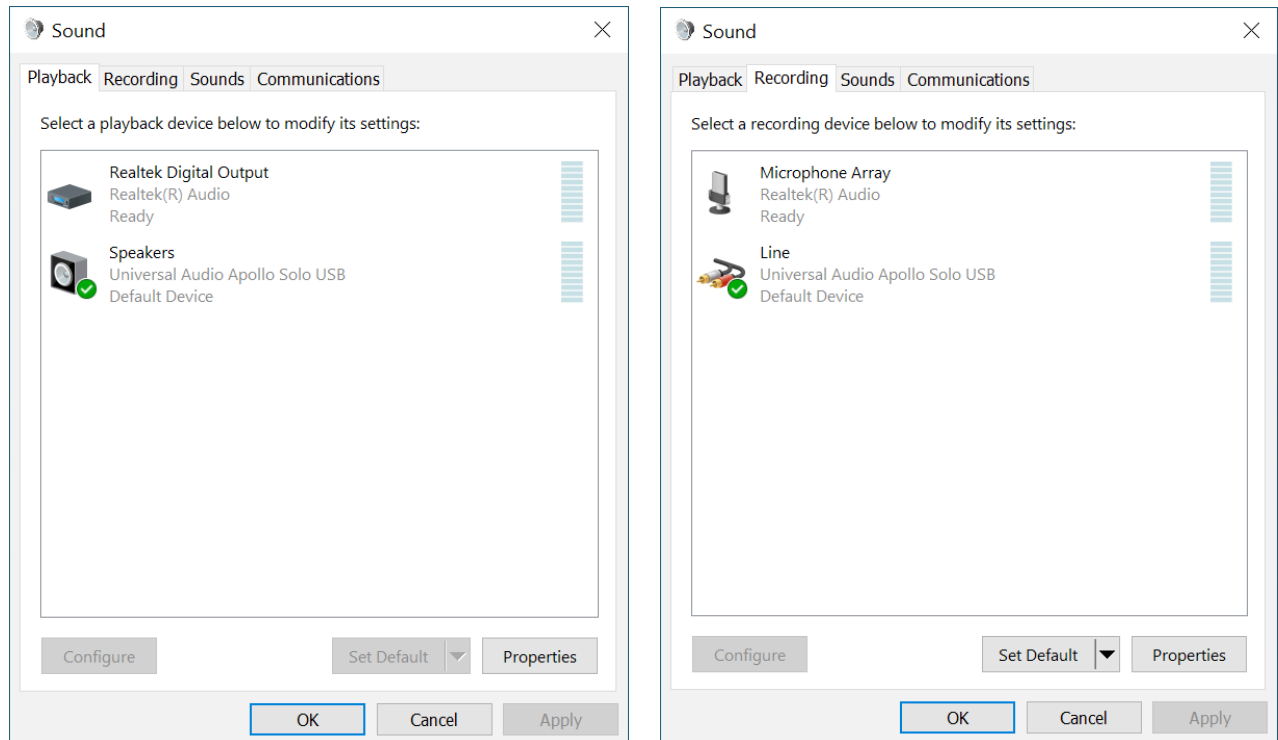 Sound
Playback Recording Sounds Communications
Select a playback device below to modify its settings:
Realtek Digital Output
Realtek(R) Audio
Ready
Speakers
Universal Audio Apollo Solo USB
Default Device
Configure Set Default Properties
OK Cancel Apply
Sound
Playback Recording Sounds Communications
Select a recording device below to modify its settings:
Microphone Array
Realtek(R) Audio
Ready
Line
Universal Audio Apollo Solo USB
Default Device
Configure Set Default Properties
OK Cancel Apply